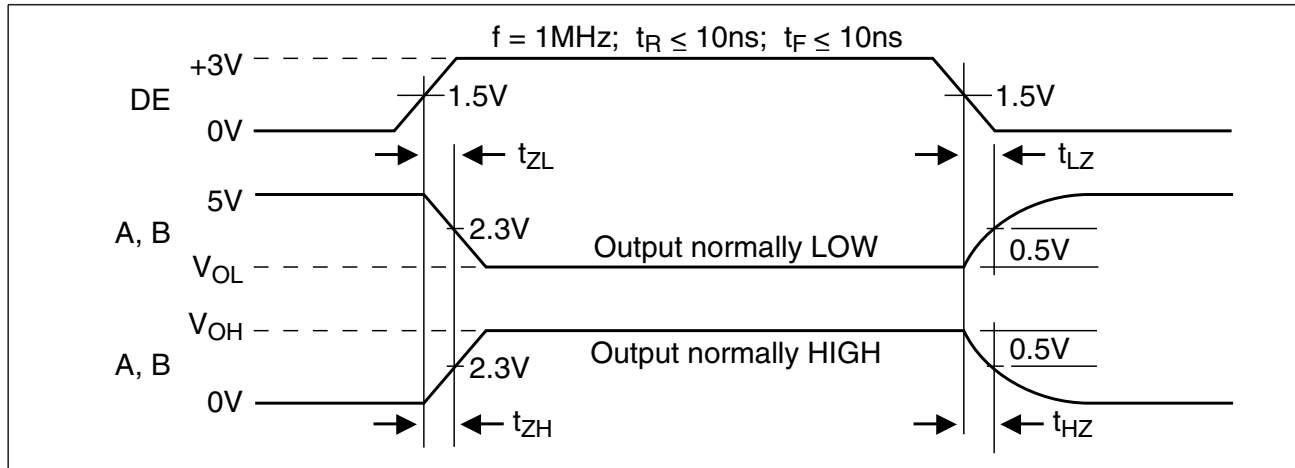 f = 1MHz; tR ≤ 10ns; tF ≤ 10ns
+3V
DE
1.5V
1.5V
0V
tZL
tLZ
5V
A, B
2.3V
Output normally LOW
0.5V
VOL
VOH
A, B
2.3V
Output normally HIGH
0.5V
0V
tZH
tHZ